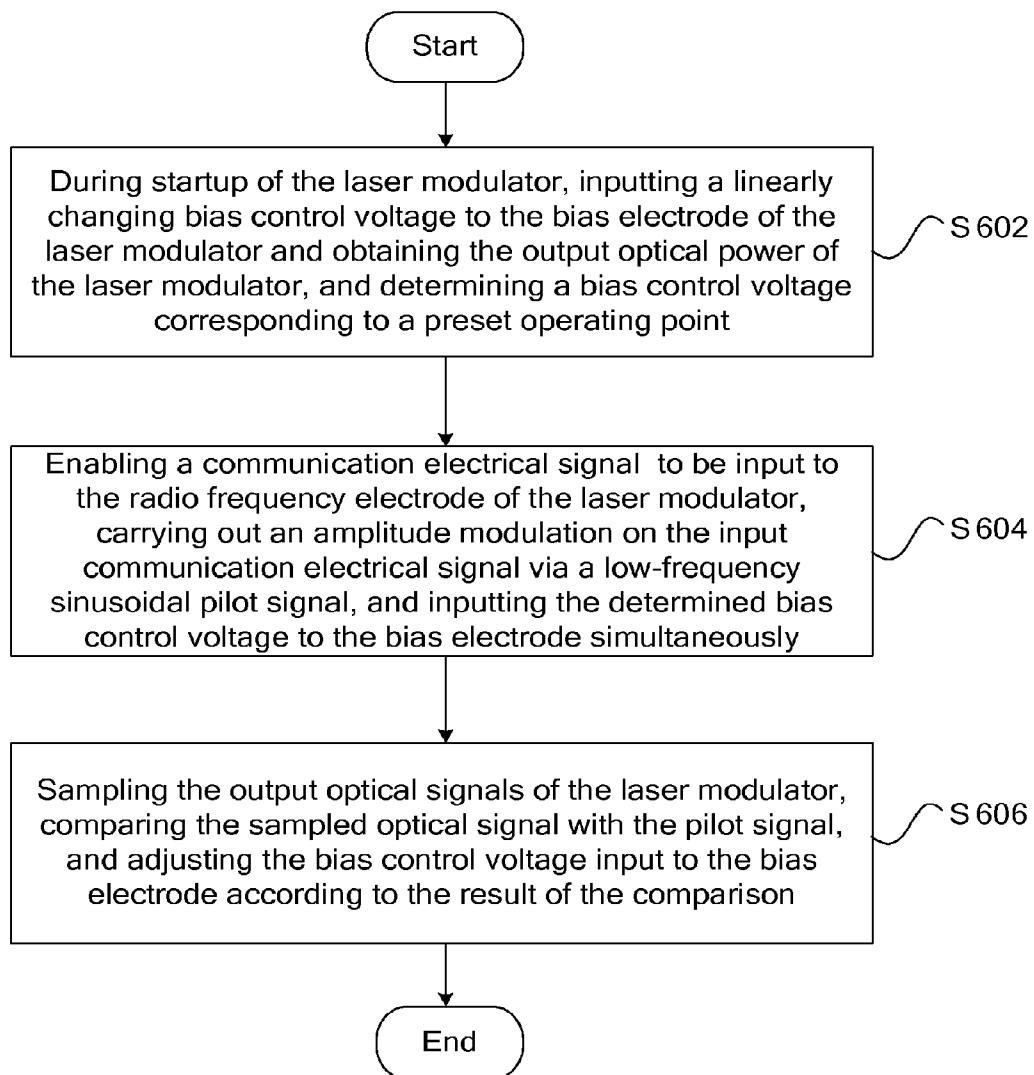 Start
During startup of the laser modulator, inputting a linearly
changing bias control voltage to the bias electrode of the
laser modulator and obtaining the output optical power of
the laser modulator, and determining a bias control voltage
corresponding to a preset operating point
S 602
Enabling a communication electrical signal to be input to
the radio frequency electrode of the laser modulator,
carrying out an amplitude modulation on the input
communication electrical signal via a low-frequency
sinusoidal pilot signal, and inputting the determined bias
control voltage to the bias electrode simultaneously
S 604
Sampling the output optical signals of the laser modulator,
comparing the sampled optical signal with the pilot signal,
and adjusting the bias control voltage input to the bias
electrode according to the result of the comparison
S 606
End